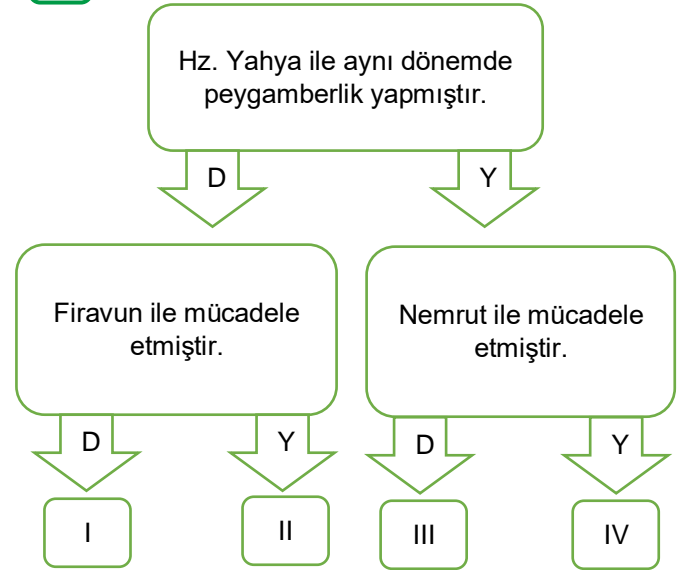 Hz. Yahya ile aynı dönemde
peygamberlik yapmıştır.
D
Y
Firavun ile mücadele
etmiştir.
Nemrut ile mücadele
etmiştir.
D
Y
D
Y
I
II
III
IV